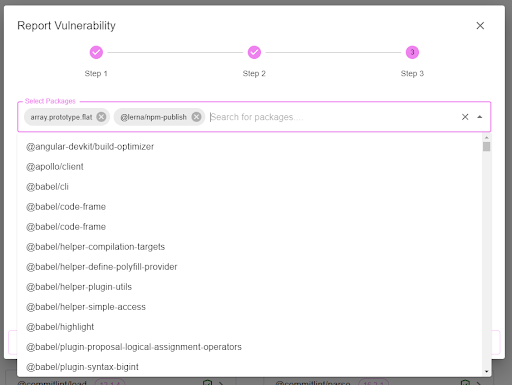 Report Vulnerability
3
Step 1 Step 2 Step 3
Select Packages
array.prototype.flat @lerna/npm-publish Search for packages...
@angular-devkit/build-optimizer
@apollo/client
@babel/cli
@babel/code-frame
@babel/code-frame
@babel/helper-compilation-targets
@babel/helper-define-polyfill-provider
@babel/helper-plugin-utils
@babel/helper-simple-access
@babel/highlight
@babel/plugin-proposal-logical-assignment-operators
@babel/plugin-syntax-bigint